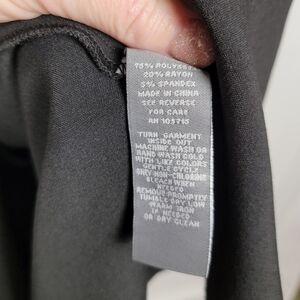 75% POLYESTER
20% RAYON
5% SPANDEX
MADE IN CHINA
SEE REVERSE
FOR CARE
RN 103715
TURN GARMENT
INSIDE OUT
MACHINE WASH OR
HAND WASH COLD
WITH LIKE COLORS
GENTLE CYCLE
ONLY NON-CHLORINE
BLEACH WHEN
NEEDED
REMOVE PROMPTLY
TUMBLE DRY LOW
WARM IRON
IF NEEDED
OR DRY CLEAN